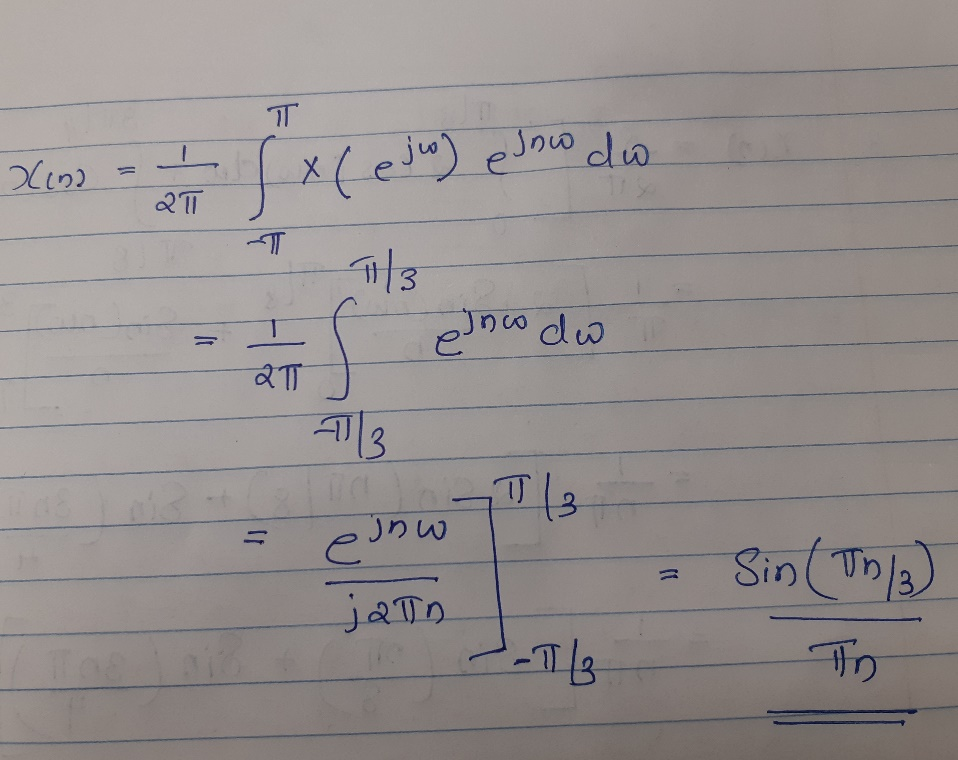 x(n) = 1/2π ∫_{-π}^{π} X(e^{jω}) e^{jnω} dω
= 1/2π ∫_{-π/3}^{π/3} e^{jnω} dω
= e^{jnω}/j2πn ]_{-π/3}^{π/3} = Sin(πn/3)/πn